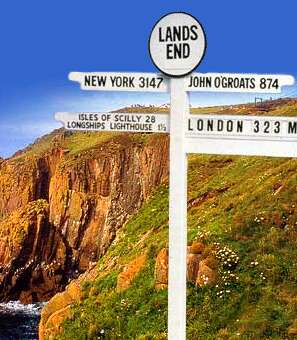 LANDS
END
NEW YORK 3147
JOHN O'GROATS 874
ISLES OF SCILLY 28
LONGSHIPS LIGHTHOUSE 1½
LONDON 323 M